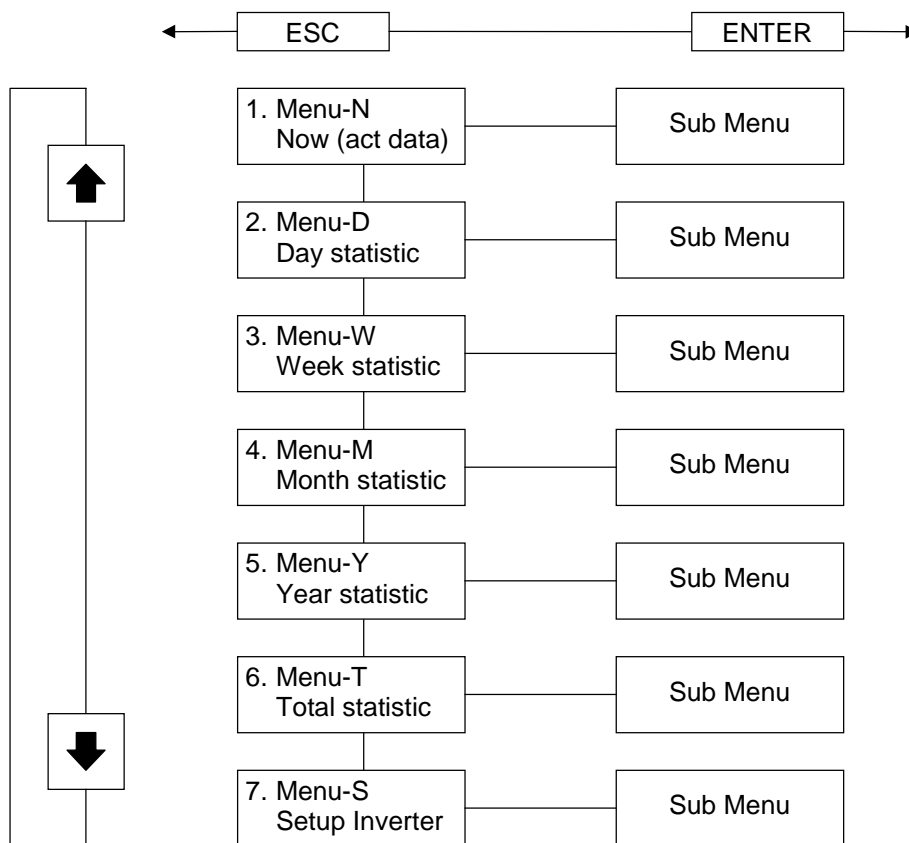 ESC
ENTER
1. Menu-N
Now (act data)
Sub Menu
2. Menu-D
Day statistic
Sub Menu
3. Menu-W
Week statistic
Sub Menu
4. Menu-M
Month statistic
Sub Menu
5. Menu-Y
Year statistic
Sub Menu
6. Menu-T
Total statistic
Sub Menu
7. Menu-S
Setup Inverter
Sub Menu